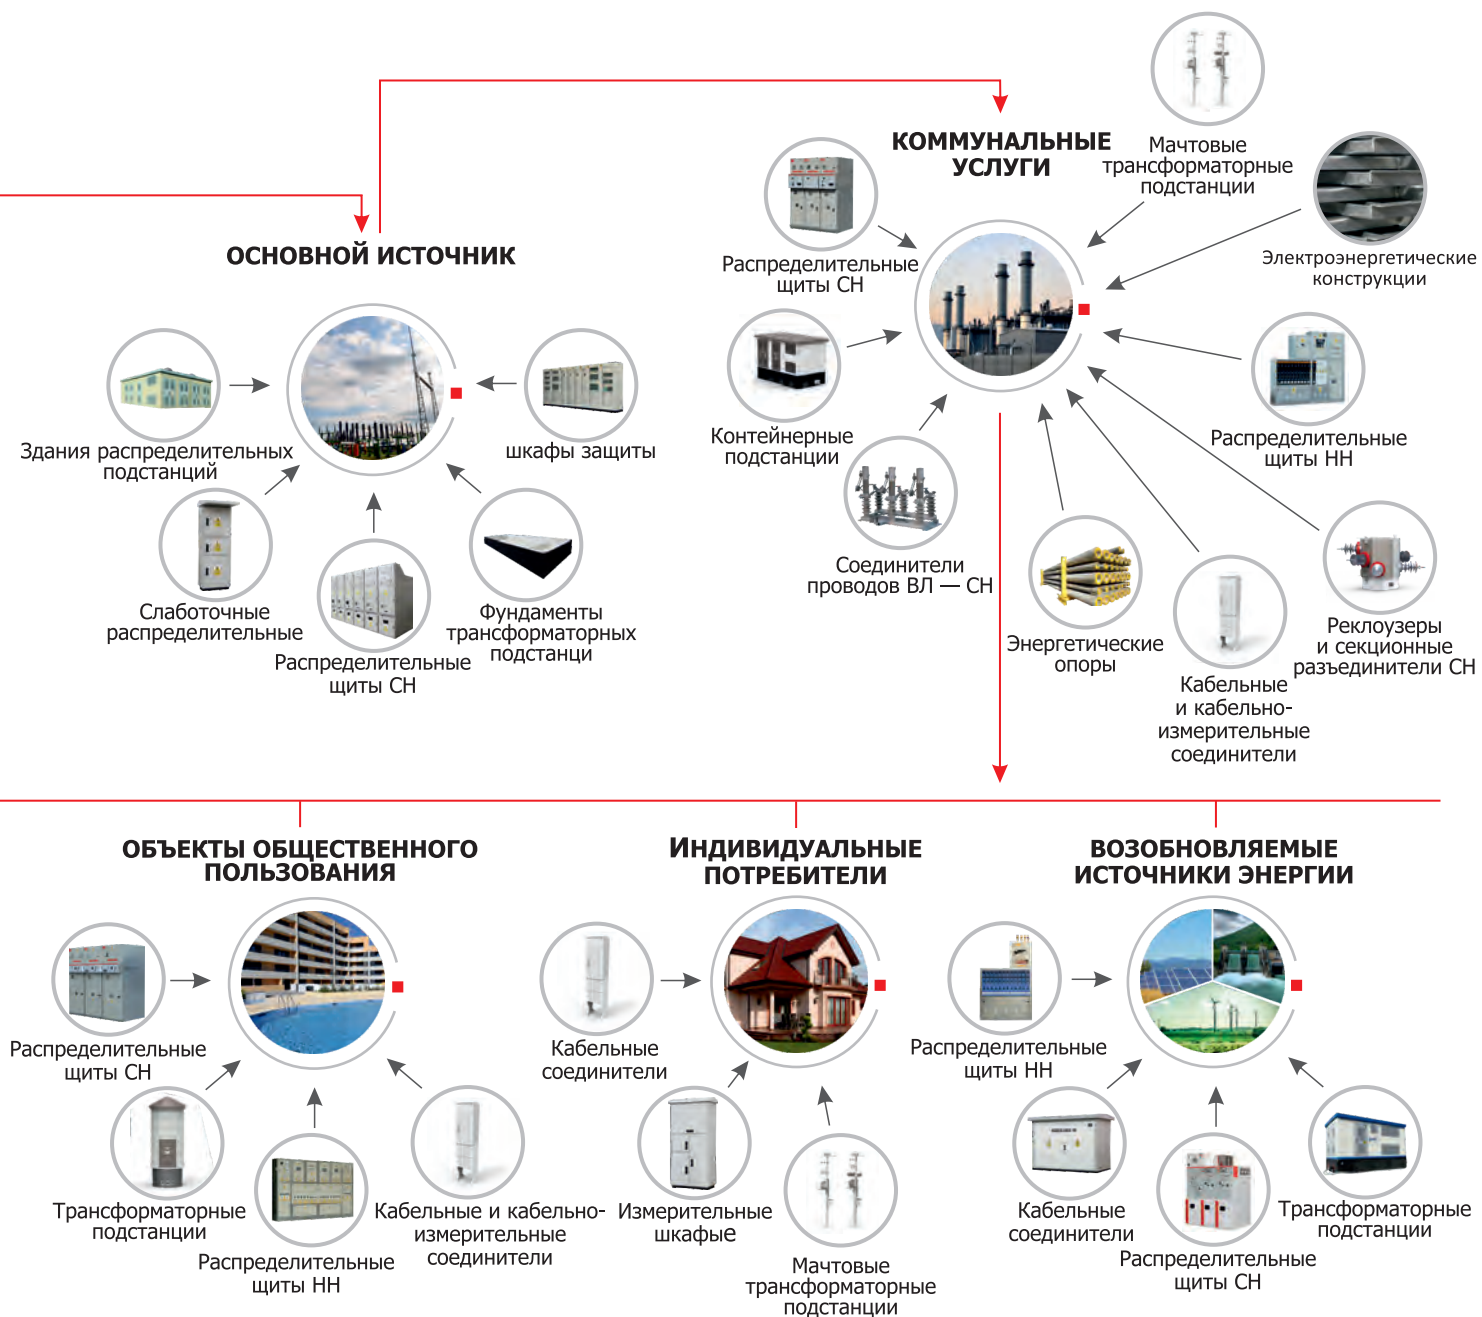 КОММУНАЛЬНЫЕ
УСЛУГИ
Мачтовые
трансформаторные
подстанции
Электроэнергетические
конструкции
Распределительные
щиты СН
Контейнерные
подстанции
Распределительные
щиты НН
Соединители
проводов ВЛ — СН
Энергетические
опоры
Кабельные
и кабельно-
измерительные
соединители
Реклоузеры
и секционные
разъединители СН
ОСНОВНОЙ ИСТОЧНИК
Здания распределительных
подстанций
шкафы защиты
Слаботочные
распределительные
Распределительные
щиты СН
Фундаменты
трансформаторных
подстанци
ОБЪЕКТЫ ОБЩЕСТВЕННОГО
ПОЛЬЗОВАНИЯ
Распределительные
щиты СН
Трансформаторные
подстанции
Распределительные
щиты НН
Кабельные и кабельно-
измерительные
соединители
ИНДИВИДУАЛЬНЫЕ
ПОТРЕБИТЕЛИ
Кабельные
соединители
Измерительные
шкафые
Мачтовые
трансформаторные
подстанции
ВОЗОБНОВЛЯЕМЫЕ
ИСТОЧНИКИ ЭНЕРГИИ
Распределительные
щиты НН
Кабельные
соединители
Распределительные
щиты СН
Трансформаторные
подстанции